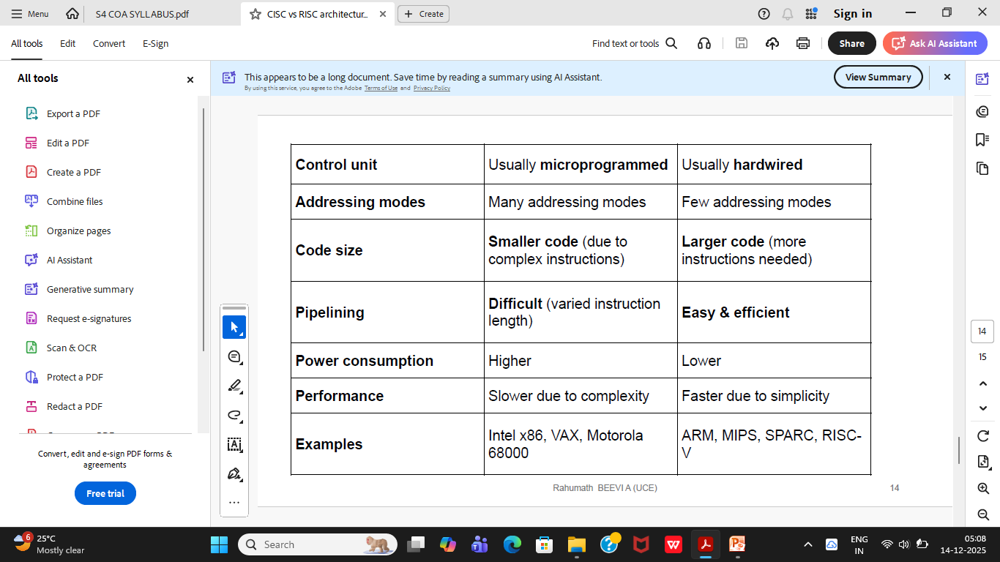 Menu
S4 COA SYLLABUS.pdf
CISC vs RISC architectur...
Create
Sign in
All tools
Edit
Convert
E-Sign
Find text or tools
Share
Ask AI Assistant
All tools
Export a PDF
Edit a PDF
Create a PDF
Combine files
Organize pages
AI Assistant
Generative summary
Request e-signatures
Scan & OCR
Protect a PDF
Redact a PDF
Convert, edit and e-sign PDF forms &
agreements
Free trial
This appears to be a long document. Save time by reading a summary using AI Assistant.
By using this service, you agree to the Adobe Terms of Use and Privacy Policy
View Summary
Control unit
Usually microprogrammed
Usually hardwired
Addressing modes
Many addressing modes
Few addressing modes
Code size
Smaller code (due to
complex instructions)
Larger code (more
instructions needed)
Pipelining
Difficult (varied instruction
length)
Easy & efficient
Power consumption
Higher
Lower
Performance
Slower due to complexity
Faster due to simplicity
Examples
Intel x86, VAX, Motorola
68000
ARM, MIPS, SPARC, RISC-
V
Rahumath BEEVI A (UCE)
14
14
15
6
25°C
Mostly clear
Search
ENG
IN
05:08
14-12-2025